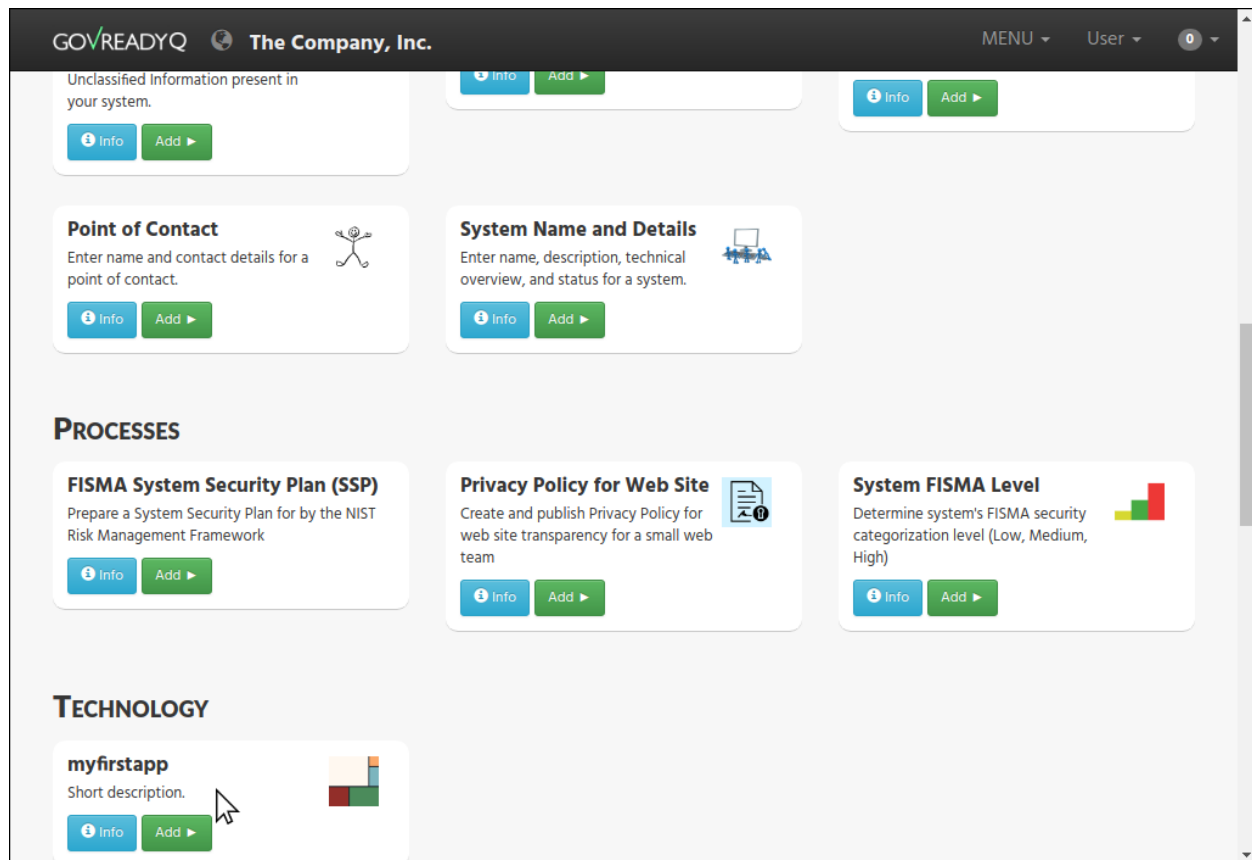 GOVREADYQ The Company, Inc. MENU User 0
Unclassified Information present in
your system.
Info Add ►
Info Add ►
Info Add ►
Point of Contact
Enter name and contact details for a
point of contact.
Info Add ►
System Name and Details
Enter name, description, technical
overview, and status for a system.
Info Add ►
PROCESSES
FISMA System Security Plan (SSP)
Prepare a System Security Plan for by the NIST
Risk Management Framework
Info Add ►
Privacy Policy for Web Site
Create and publish Privacy Policy for
web site transparency for a small web
team
Info Add ►
System FISMA Level
Determine system's FISMA security
categorization level (Low, Medium,
High)
Info Add ►
TECHNOLOGY
myfirstapp
Short description.
Info Add ►